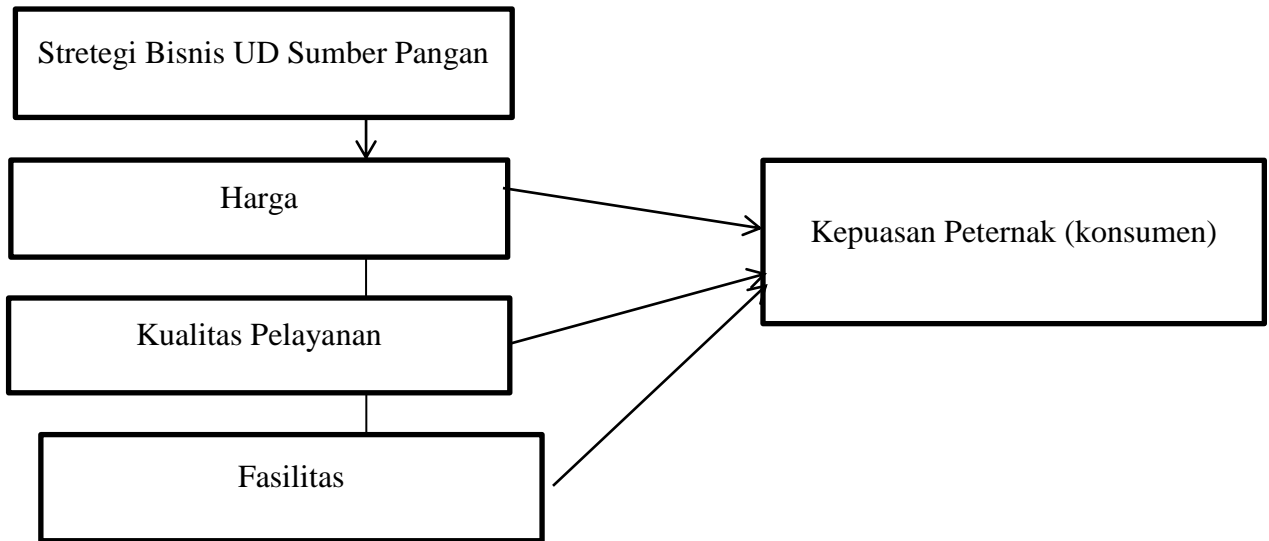 Stretegi Bisnis UD Sumber Pangan
Harga
Kepuasan Peternak (konsumen)
Kualitas Pelayanan
Fasilitas